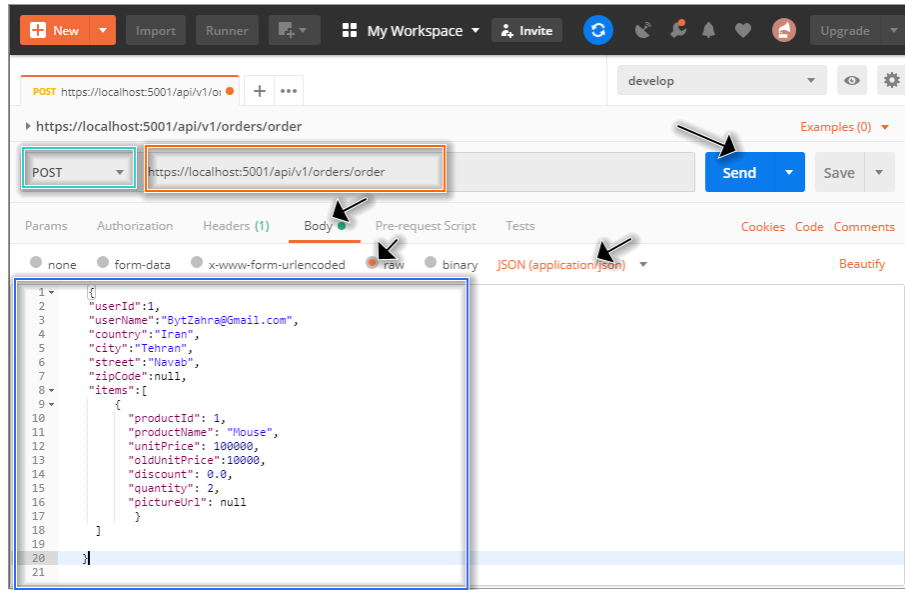 New Import Runner My Workspace Invite Upgrade
POST https://localhost:5001/api/v1/or + ••• develop
https://localhost:5001/api/v1/orders/order Examples (0)
POST https://localhost:5001/api/v1/orders/order Send Save
Params Authorization Headers (1) Body Pre-request Script Tests Cookies Code Comments
none form-data x-www-form-urlencoded raw binary JSON (application/json) Beautify
1 {
2 "userId":1,
3 "userName":"BytZahra@Gmail.com",
4 "country":"Iran",
5 "city":"Tehran",
6 "street":"Navab",
7 "zipCode":null,
8 "items":[
9 {
10 "productId": 1,
11 "productName": "Mouse",
12 "unitPrice": 100000,
13 "oldUnitPrice":10000,
14 "discount": 0.0,
15 "quantity": 2,
16 "pictureUrl": null
17 }
18 ]
19
20 }
21